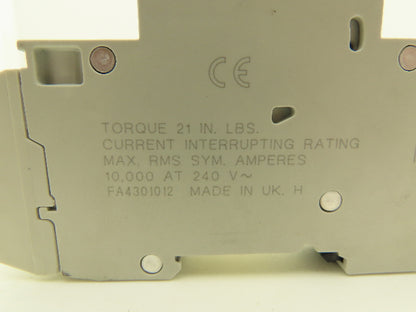 CE
TORQUE 21 IN. LBS.
CURRENT INTERRUPTING RATING
MAX. RMS SYM. AMPERES
10,000 AT 240 V~
FA4301012 MADE IN UK. H